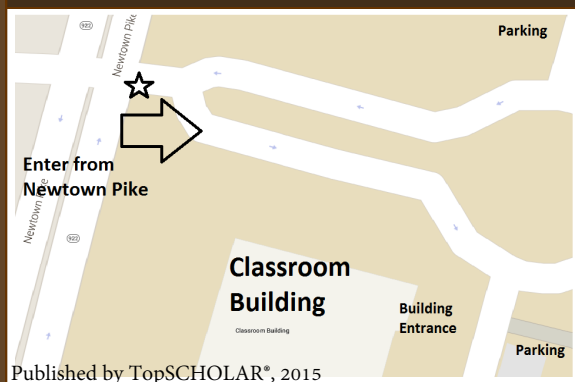 Parking
922
Newtown Pike
Enter from
Newtown Pike
Newtown Pike
922
Classroom
Building
Classroom Building
Building
Entrance
Parking
Published by TopSCHOLAR®, 2015